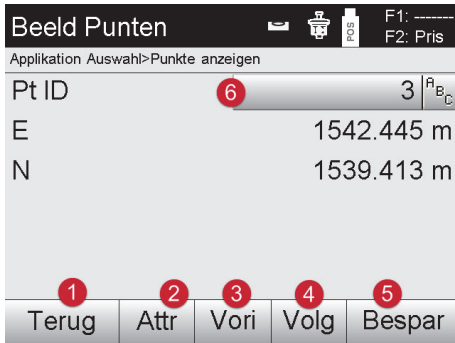 Beeld Punten POS F1: -------
F2: Pris
Applikation Auswahl>Punkte anzeigen
Pt ID 6 3 ABC
E 1542.445 m
N 1539.413 m
1 2 3 4 5
Terug Attr Vori Volg Bespar